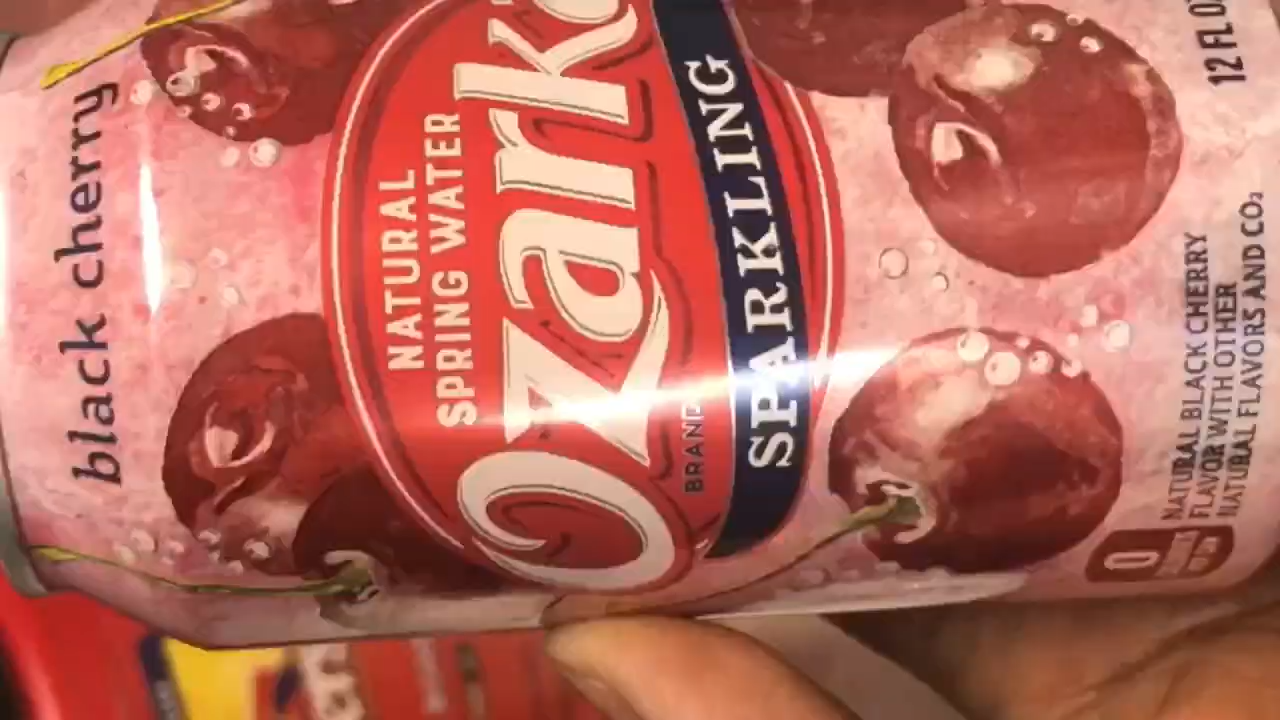 black cherry
NATURAL
SPRING WATER
Ozarka
BRAND
SPARKLING
0
NATURAL BLACK CHERRY
FLAVOR WITH OTHER
NATURAL FLAVORS AND CO₂
12 FL OZ